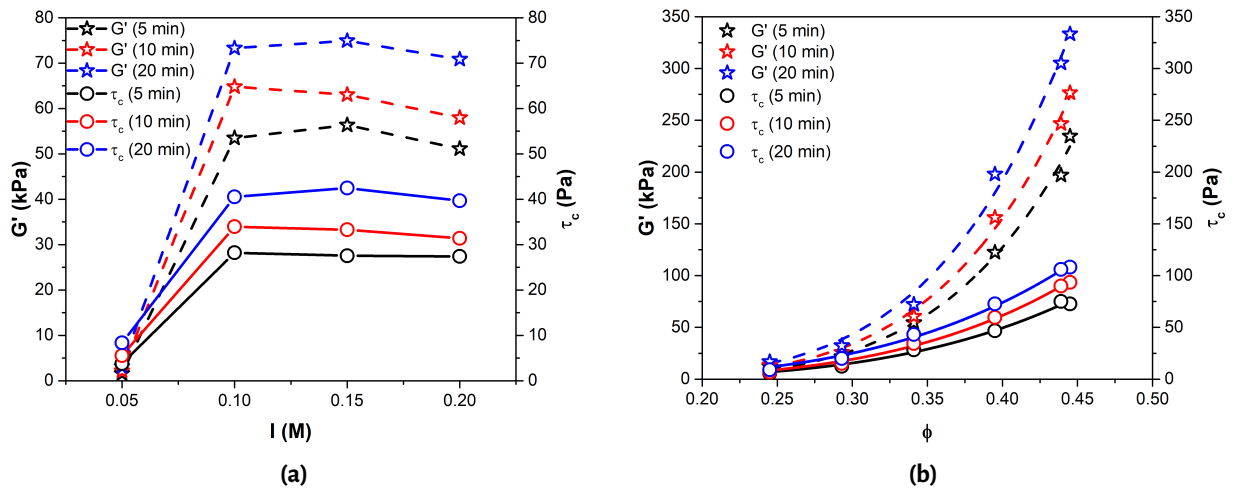 G' (5 min)
G' (10 min)
G' (20 min)
τc (5 min)
τc (10 min)
τc (20 min)
80
70
60
50
40
30
20
10
0
G' (kPa)
80
70
60
50
40
30
20
10
0
τc (Pa)
0.05 0.10 0.15 0.20
I (M)
(a)
G' (5 min)
G' (10 min)
G' (20 min)
τc (5 min)
τc (10 min)
τc (20 min)
350
300
250
200
150
100
50
0
G' (kPa)
350
300
250
200
150
100
50
0
τc (Pa)
0.20 0.25 0.30 0.35 0.40 0.45 0.50
ϕ
(b)